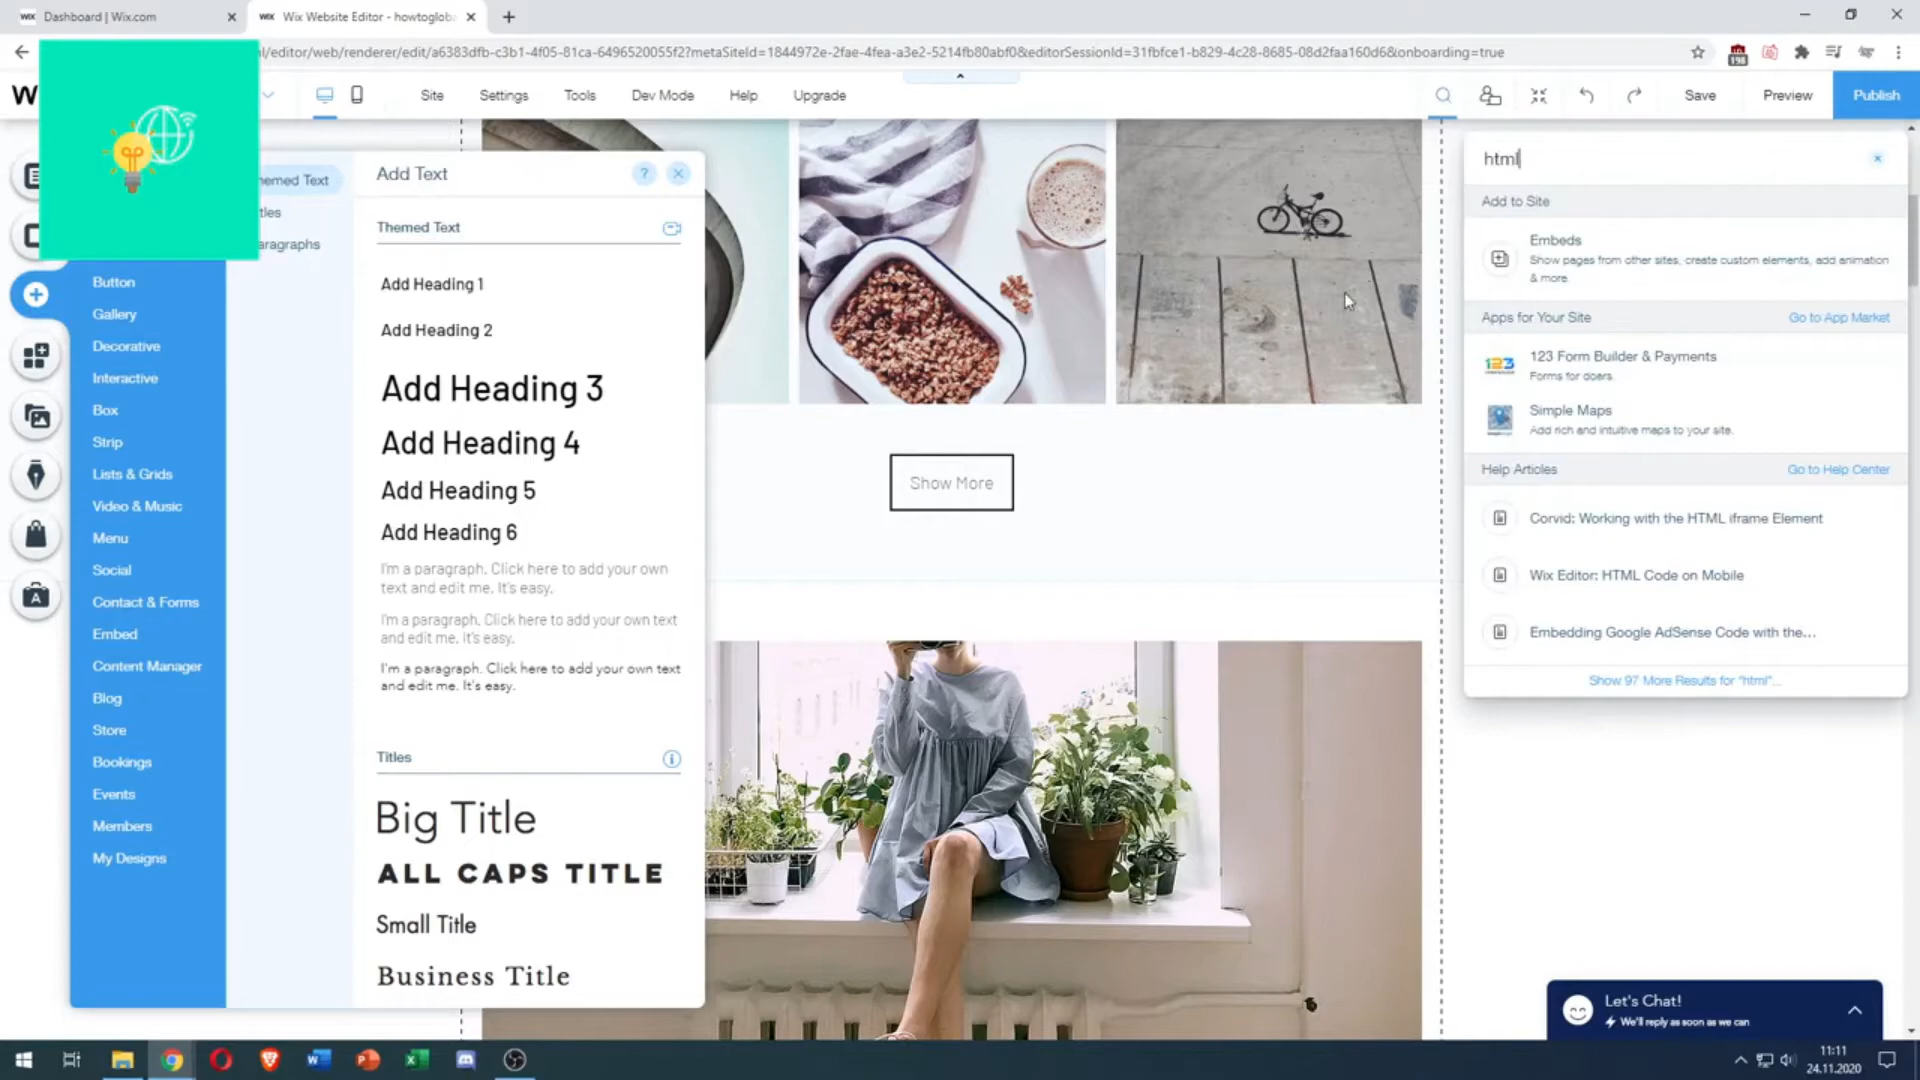 WIX Dashboard | Wix.com
WIX Wix Website Editor - howtogloba
l/editor/web/renderer/edit/a6383dfb-c3b1-4f05-81ca-6496520055f2?metaSiteId=1844972e-2fae-4fea-a3e2-5214fb80abf0&editorSessionId=31fbfce1-b829-4c28-8685-08d2faa160d6&onboarding=true
198
Site
Settings
Tools
Dev Mode
Help
Upgrade
Save
Preview
Publish
hemed Text
tles
aragraphs
Button
Gallery
Decorative
Interactive
Box
Strip
Lists & Grids
Video & Music
Menu
Social
Contact & Forms
Embed
Content Manager
Blog
Store
Bookings
Events
Members
My Designs
Add Text
?
Themed Text
Add Heading 1
Add Heading 2
Add Heading 3
Add Heading 4
Add Heading 5
Add Heading 6
I'm a paragraph. Click here to add your own
text and edit me. It's easy.
I'm a paragraph. Click here to add your own text
and edit me. It's easy.
I'm a paragraph. Click here to add your own text
and edit me. It's easy.
Titles
Big Title
ALL CAPS TITLE
Small Title
Business Title
Show More
html
Add to Site
Embeds
Show pages from other sites, create custom elements, add animation
& more.
Apps for Your Site
Go to App Market
123
123 Form Builder & Payments
Forms for doers.
Simple Maps
Add rich and intuitive maps to your site.
Help Articles
Go to Help Center
Corvid: Working with the HTML iframe Element
Wix Editor: HTML Code on Mobile
Embedding Google AdSense Code with the...
Show 97 More Results for "html"...
Let's Chat!
We'll reply as soon as we can
11:11
24.11.2020